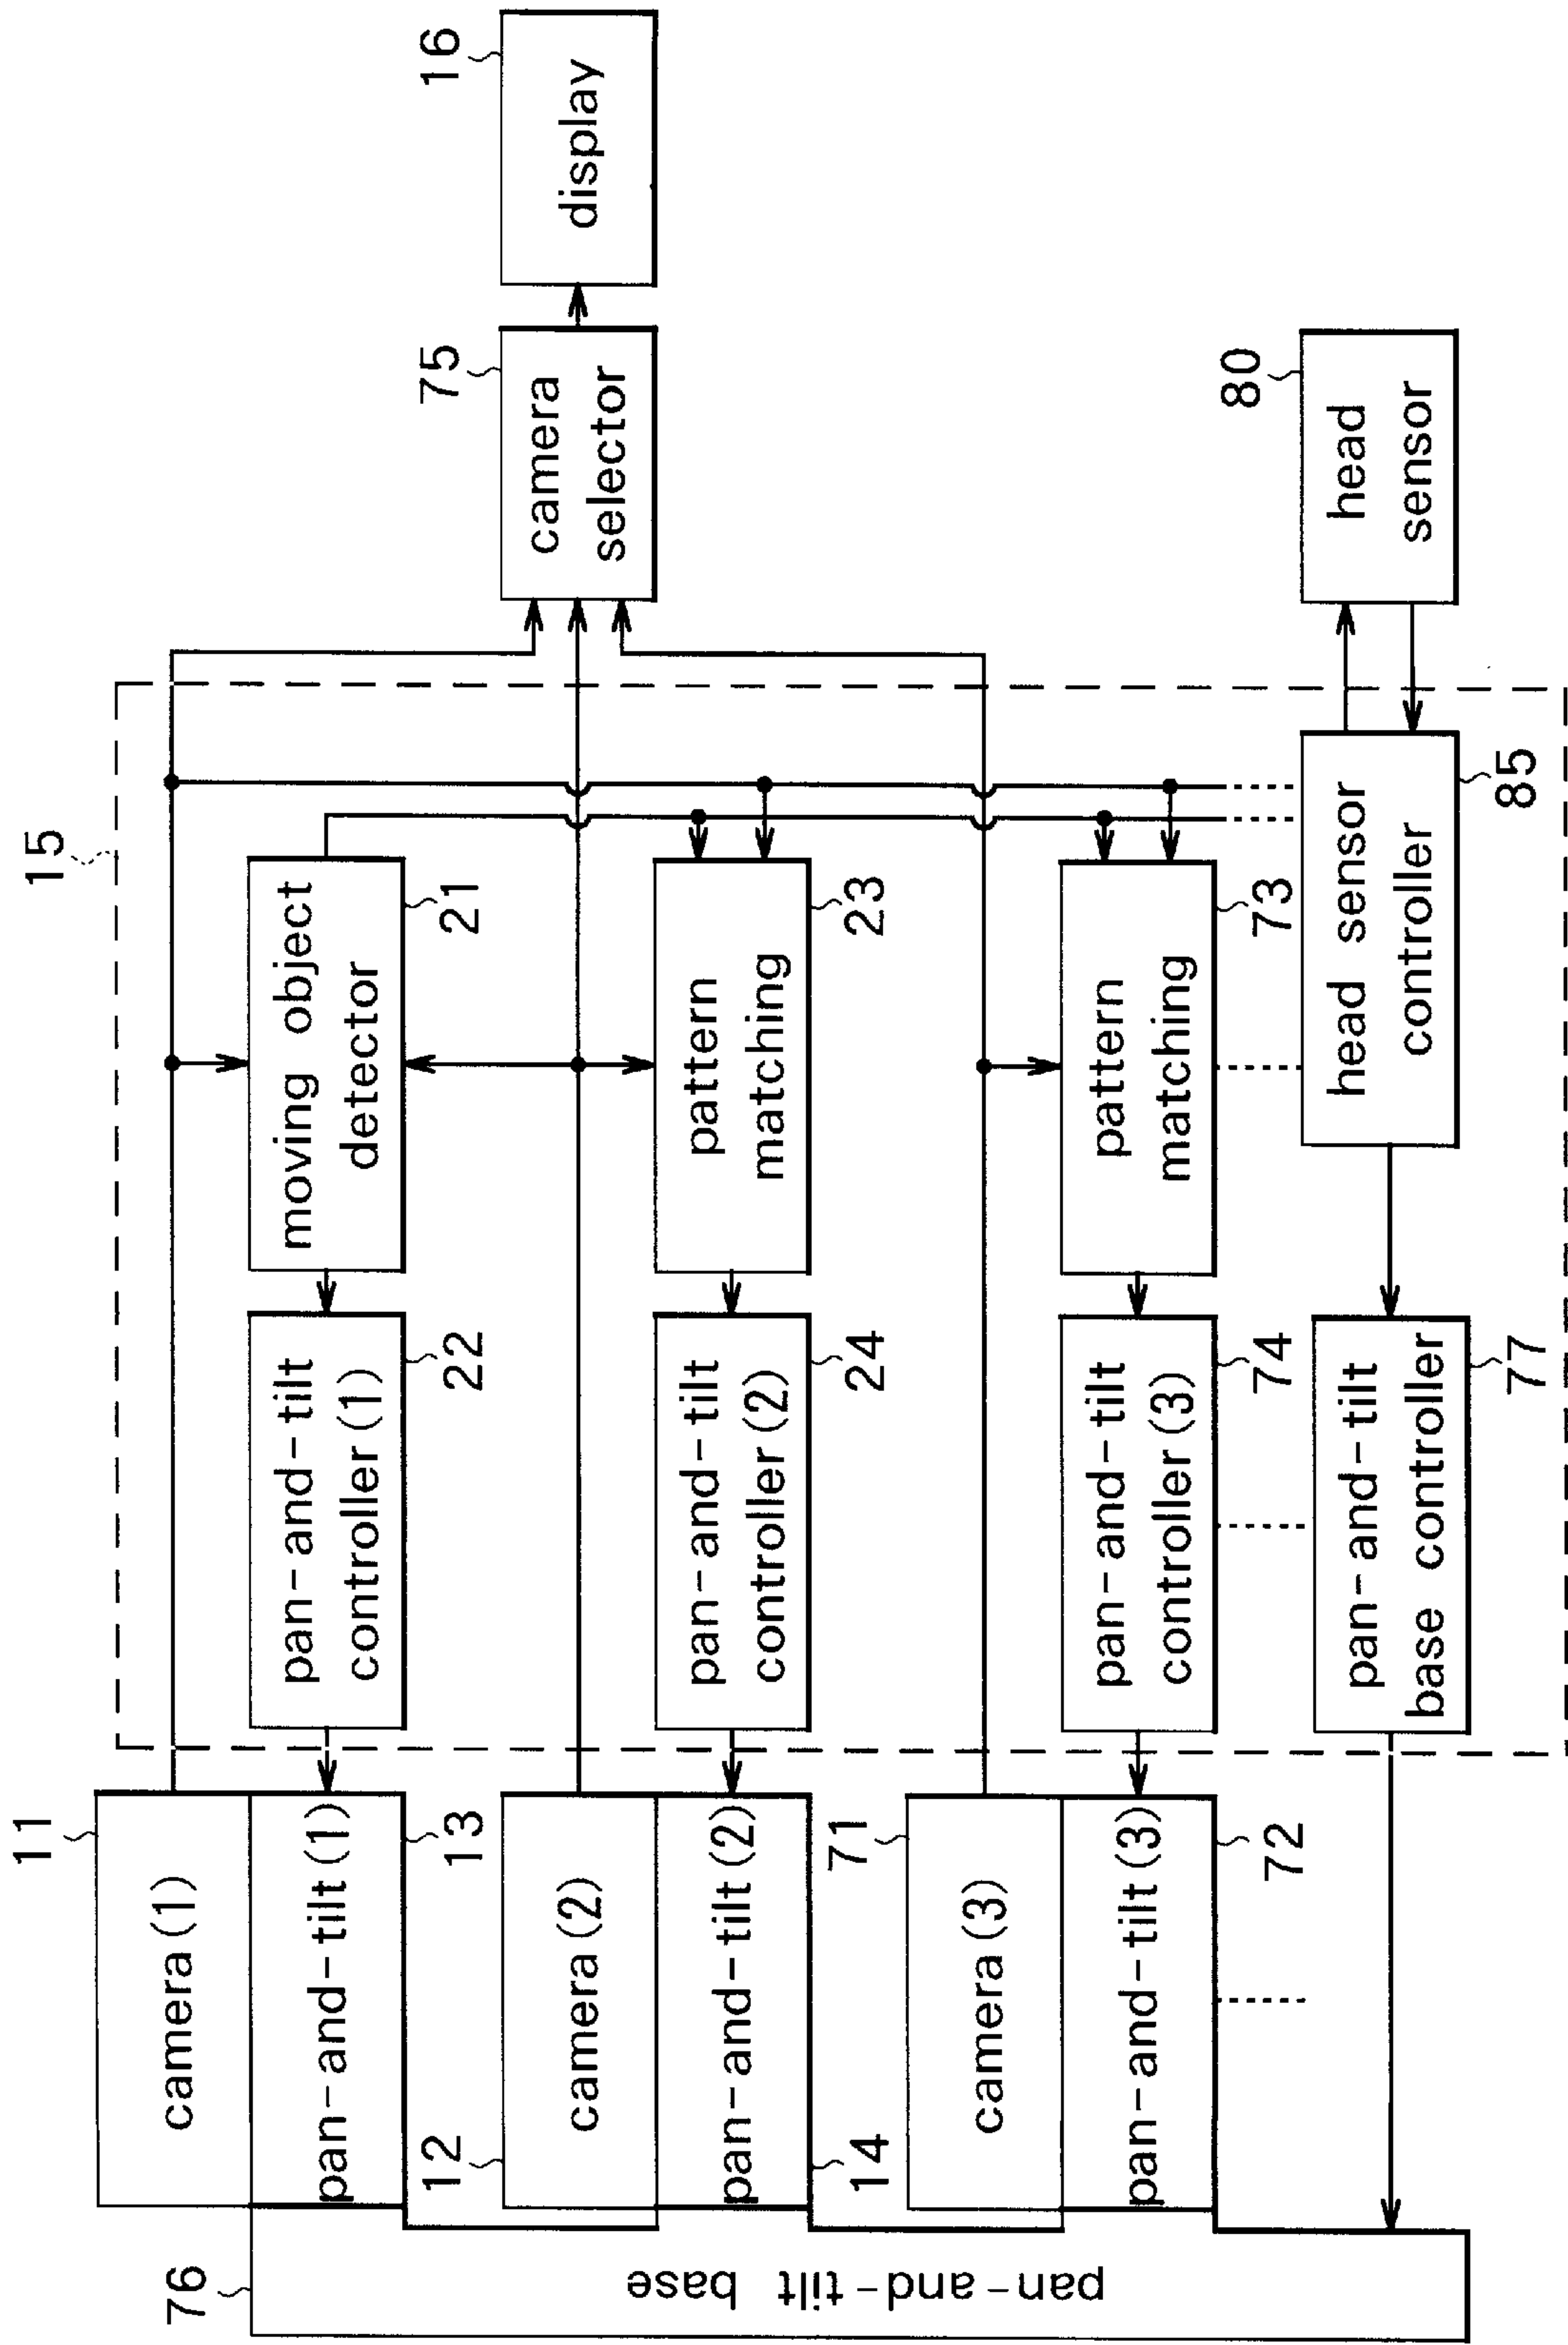 11
camera(1)
pan-and-tilt(1)
13
12
camera(2)
pan-and-tilt(2)
14
71
camera(3)
pan-and-tilt(3)
72
76
pan-and-tilt base
15
pan-and-tilt
controller(1)
22
moving object
detector
21
pan-and-tilt
controller(2)
24
pattern
matching
23
pan-and-tilt
controller(3)
74
pattern
matching
73
pan-and-tilt
base controller
77
head sensor
controller
85
75
camera
selector
16
display
80
head
sensor